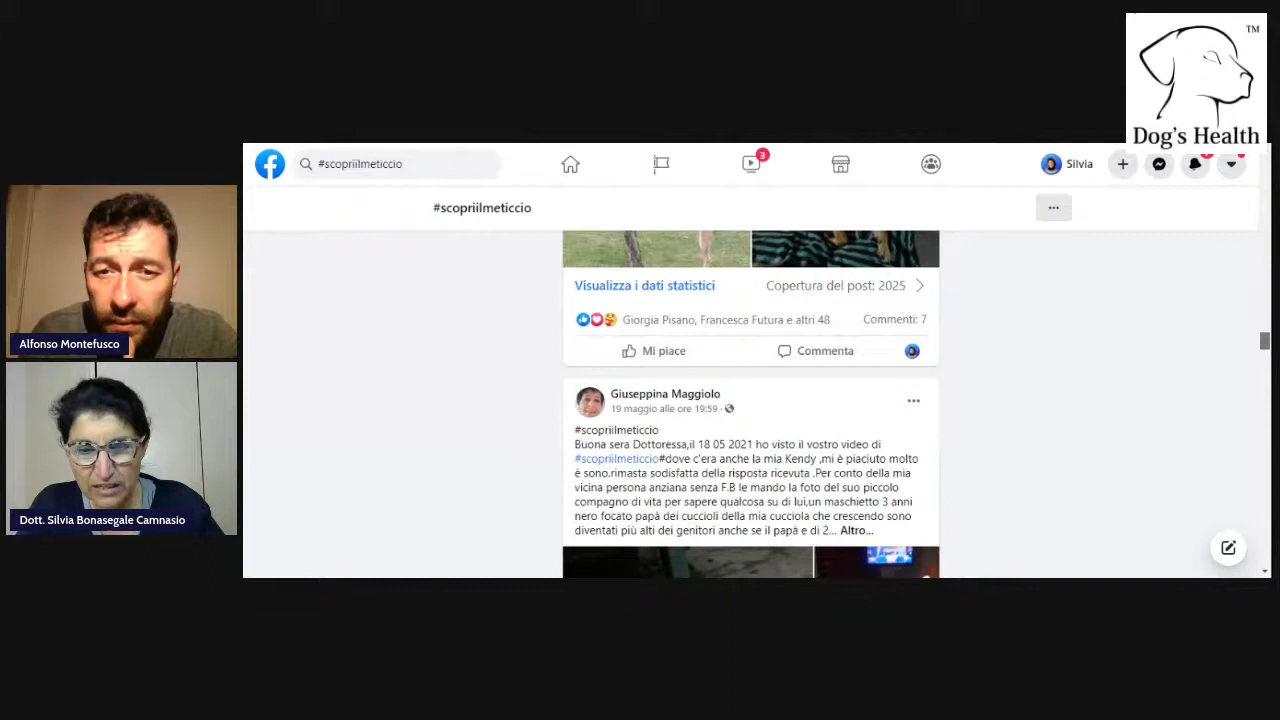 TM
Dog's Health
#scopriilmeticcio
3
Silvia
#scopriilmeticcio
Visualizza i dati statistici
Copertura del post: 2025
Giorgia Pisano, Francesca Futura e altri 48
Commenti: 7
Mi piace
Commenta
Giuseppina Maggiolo
19 maggio alle ore 19:59 ·
#scopriilmeticcio
Buona sera Dottoressa,il 18 05 2021 ho visto il vostro video di
#scopriilmeticcio#dove c'era anche la mia Kendy ,mi è piaciuto molto
è sono.rimasta sodisfatta della risposta ricevuta .Per conto della mia
vicina persona anziana senza F.B le mando la foto del suo piccolo
compagno di vita per sapere qualcosa su di lui,un maschietto 3 anni
nero focato papà dei cuccioli della mia cucciola che crescendo sono
diventati più alti dei genitori anche se il papà e di 2... Altro...
Alfonso Montefusco
Dott. Silvia Bonasegale Camnasio